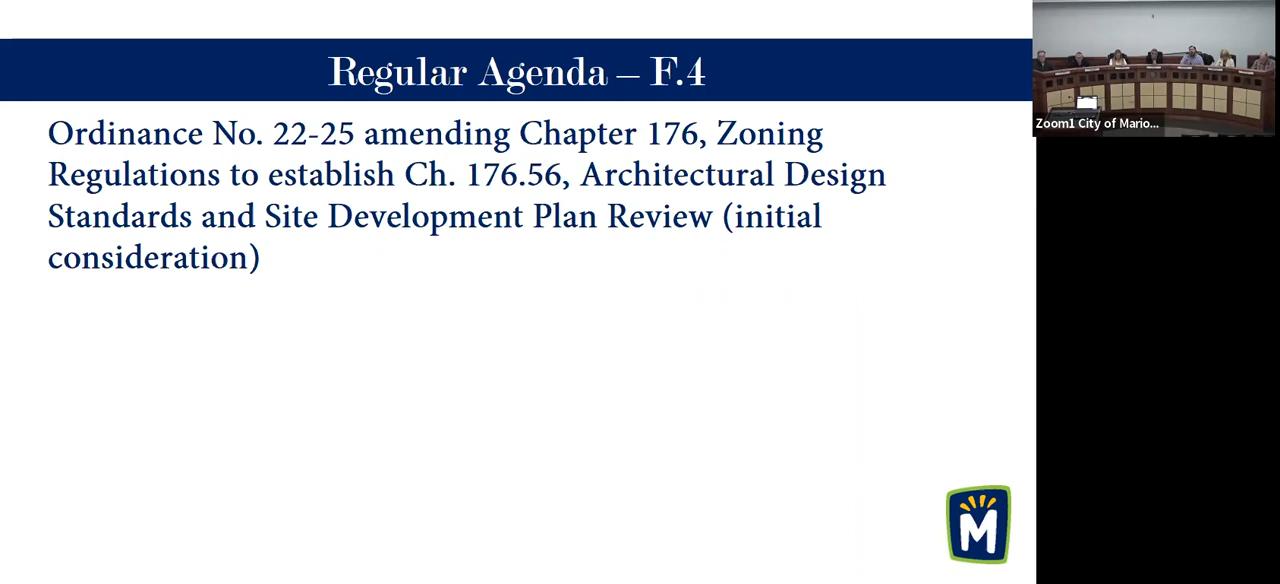 Regular Agenda – F.4
Ordinance No. 22-25 amending Chapter 176, Zoning
Regulations to establish Ch. 176.56, Architectural Design
Standards and Site Development Plan Review (initial
consideration)
Zoom1 City of Mario...
M